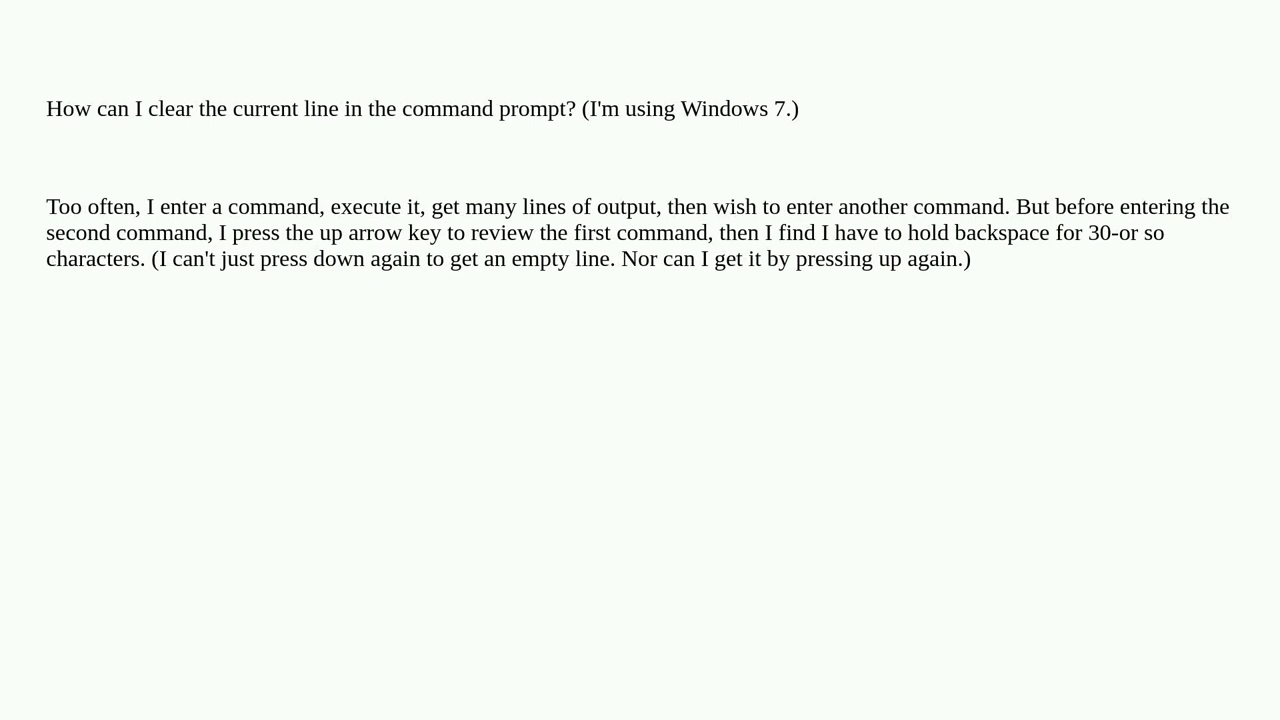 How can I clear the current line in the command prompt? (I'm using Windows 7.)
Too often, I enter a command, execute it, get many lines of output, then wish to enter another command. But before entering the
second command, I press the up arrow key to review the first command, then I find I have to hold backspace for 30-or so
characters. (I can't just press down again to get an empty line. Nor can I get it by pressing up again.)